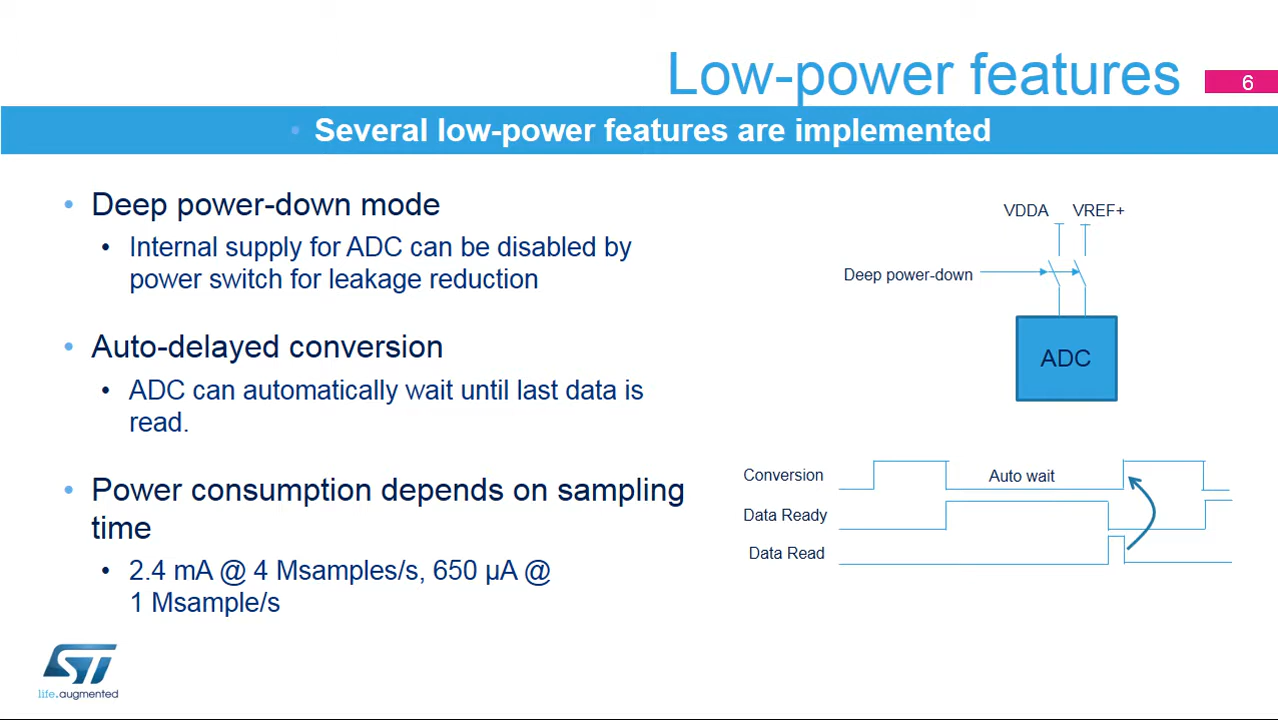 Low-power features
6
• Several low-power features are implemented
• Deep power-down mode
• Internal supply for ADC can be disabled by
power switch for leakage reduction
• Auto-delayed conversion
• ADC can automatically wait until last data is
read.
• Power consumption depends on sampling
time
• 2.4 mA @ 4 Msamples/s, 650 µA @
1 Msample/s
VDDA VREF+
Deep power-down
ADC
Conversion Auto wait
Data Ready
Data Read
ST
life.augmented